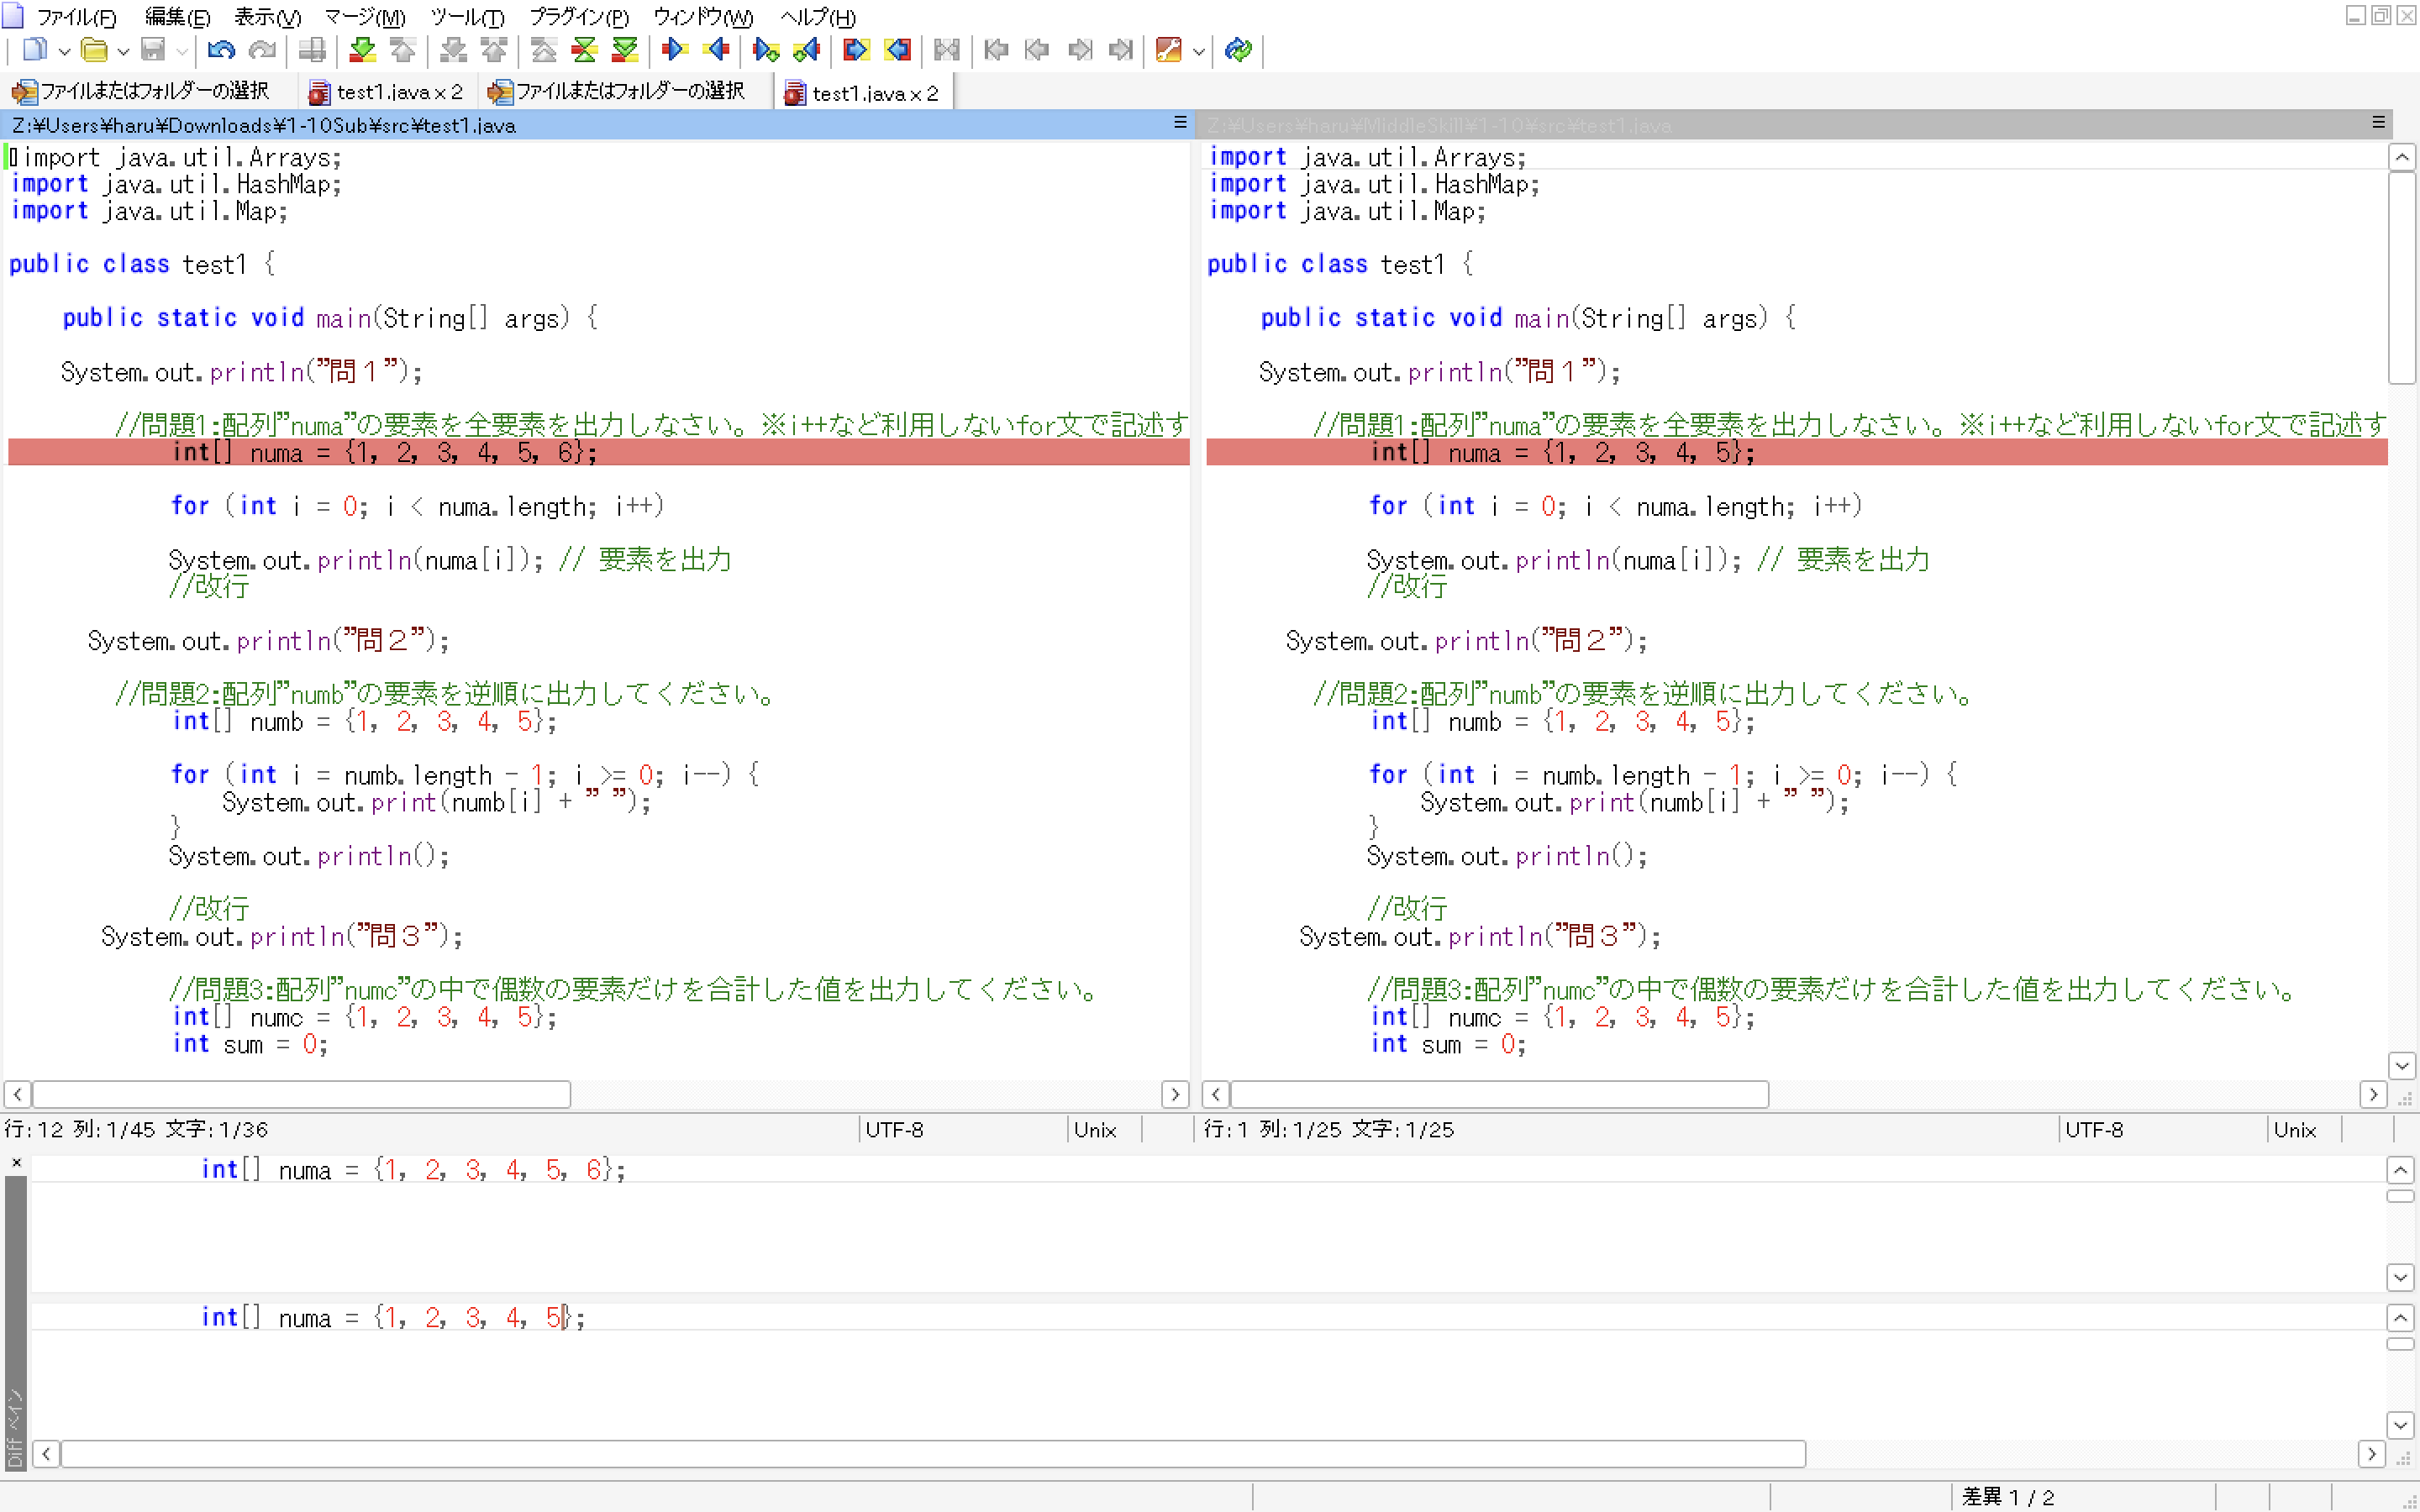 ファイル(F) 編集(E) 表示(V) マージ(M) ツール(T) プラグイン(P) ウィンドウ(W) ヘルプ(H)
ファイルまたはフォルダーの選択 test1.java x 2 ファイルまたはフォルダーの選択 test1.java x 2
Z:¥Users¥haru¥Downloads¥1-10Sub¥src¥test1.java
import java.util.Arrays;
import java.util.HashMap;
import java.util.Map;
public class test1 {
public static void main(String[] args) {
System.out.println("問１");
//問題1:配列"numa"の要素を全要素を出力しなさい。※i++など利用しないfor文で記述す
int[] numa = {1, 2, 3, 4, 5, 6};
for (int i = 0; i < numa.length; i++)
System.out.println(numa[i]); // 要素を出力
//改行
System.out.println("問２");
//問題2:配列"numb"の要素を逆順に出力してください。
int[] numb = {1, 2, 3, 4, 5};
for (int i = numb.length - 1; i >= 0; i--) {
System.out.print(numb[i] + " ");
}
System.out.println();
//改行
System.out.println("問３");
//問題3:配列"numc"の中で偶数の要素だけを合計した値を出力してください。
int[] numc = {1, 2, 3, 4, 5};
int sum = 0;
行: 12 列: 1/45 文字: 1/36 UTF-8 Unix
Z:¥Users¥haru¥MiddleSkill¥1-10¥src¥test1.java
import java.util.Arrays;
import java.util.HashMap;
import java.util.Map;
public class test1 {
public static void main(String[] args) {
System.out.println("問１");
//問題1:配列"numa"の要素を全要素を出力しなさい。※i++など利用しないfor文で記述す
int[] numa = {1, 2, 3, 4, 5};
for (int i = 0; i < numa.length; i++)
System.out.println(numa[i]); // 要素を出力
//改行
System.out.println("問２");
//問題2:配列"numb"の要素を逆順に出力してください。
int[] numb = {1, 2, 3, 4, 5};
for (int i = numb.length - 1; i >= 0; i--) {
System.out.print(numb[i] + " ");
}
System.out.println();
//改行
System.out.println("問３");
//問題3:配列"numc"の中で偶数の要素だけを合計した値を出力してください。
int[] numc = {1, 2, 3, 4, 5};
int sum = 0;
行: 1 列: 1/25 文字: 1/25 UTF-8 Unix
Diff ペイン
int[] numa = {1, 2, 3, 4, 5, 6};
int[] numa = {1, 2, 3, 4, 5};
差異 1 / 2